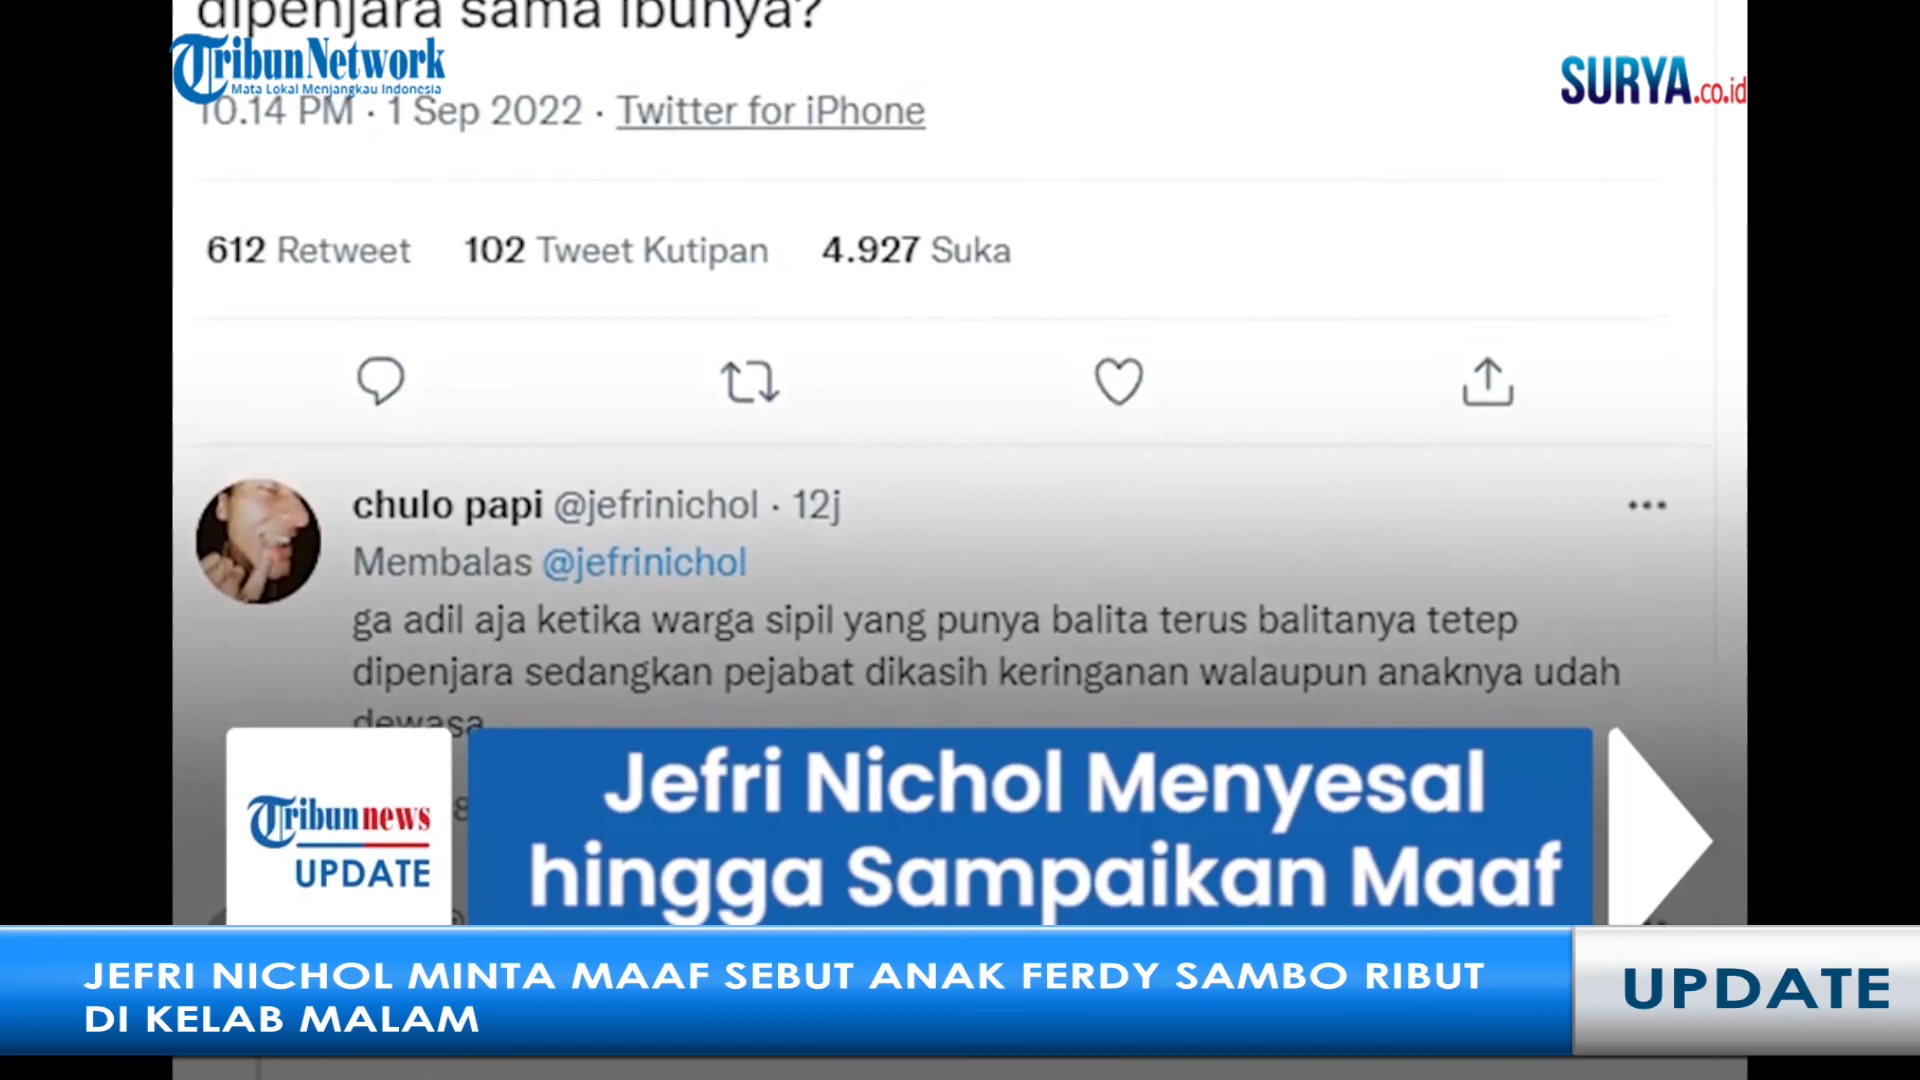 dipenjara sama ibunya?
TribunNetwork
Mata Lokal Menjangkau Indonesia
SURYA.co.id
10.14 PM · 1 Sep 2022 · Twitter for iPhone
612 Retweet 102 Tweet Kutipan 4.927 Suka
chulo papi @jefrinichol · 12j
Membalas @jefrinichol
ga adil aja ketika warga sipil yang punya balita terus balitanya tetep
dipenjara sedangkan pejabat dikasih keringanan walaupun anaknya udah
dewasa
Tribunnews
UPDATE
Jefri Nichol Menyesal
hingga Sampaikan Maaf
JEFRI NICHOL MINTA MAAF SEBUT ANAK FERDY SAMBO RIBUT
DI KELAB MALAM
UPDATE